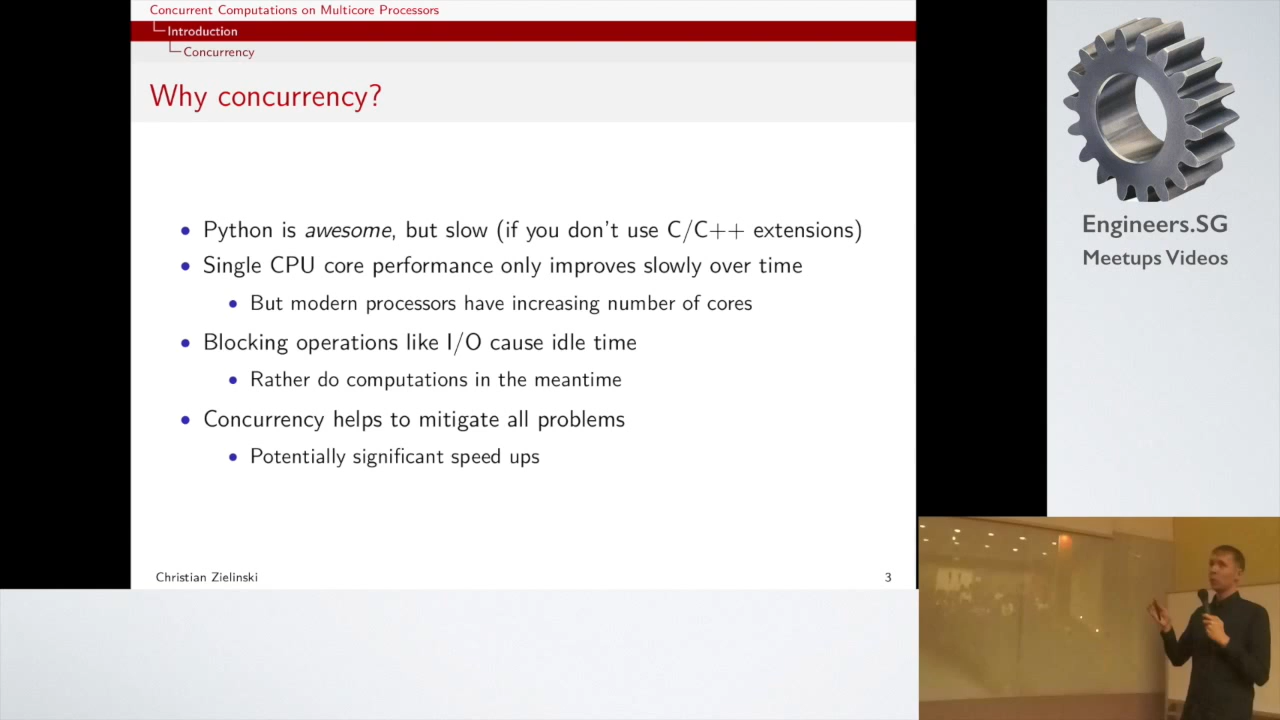 Concurrent Computations on Multicore Processors
Introduction
Concurrency
Why concurrency?
Python is awesome, but slow (if you don't use C/C++ extensions)
Single CPU core performance only improves slowly over time
But modern processors have increasing number of cores
Blocking operations like I/O cause idle time
Rather do computations in the meantime
Concurrency helps to mitigate all problems
Potentially significant speed ups
Christian Zielinski
3
Engineers.SG
Meetups Videos